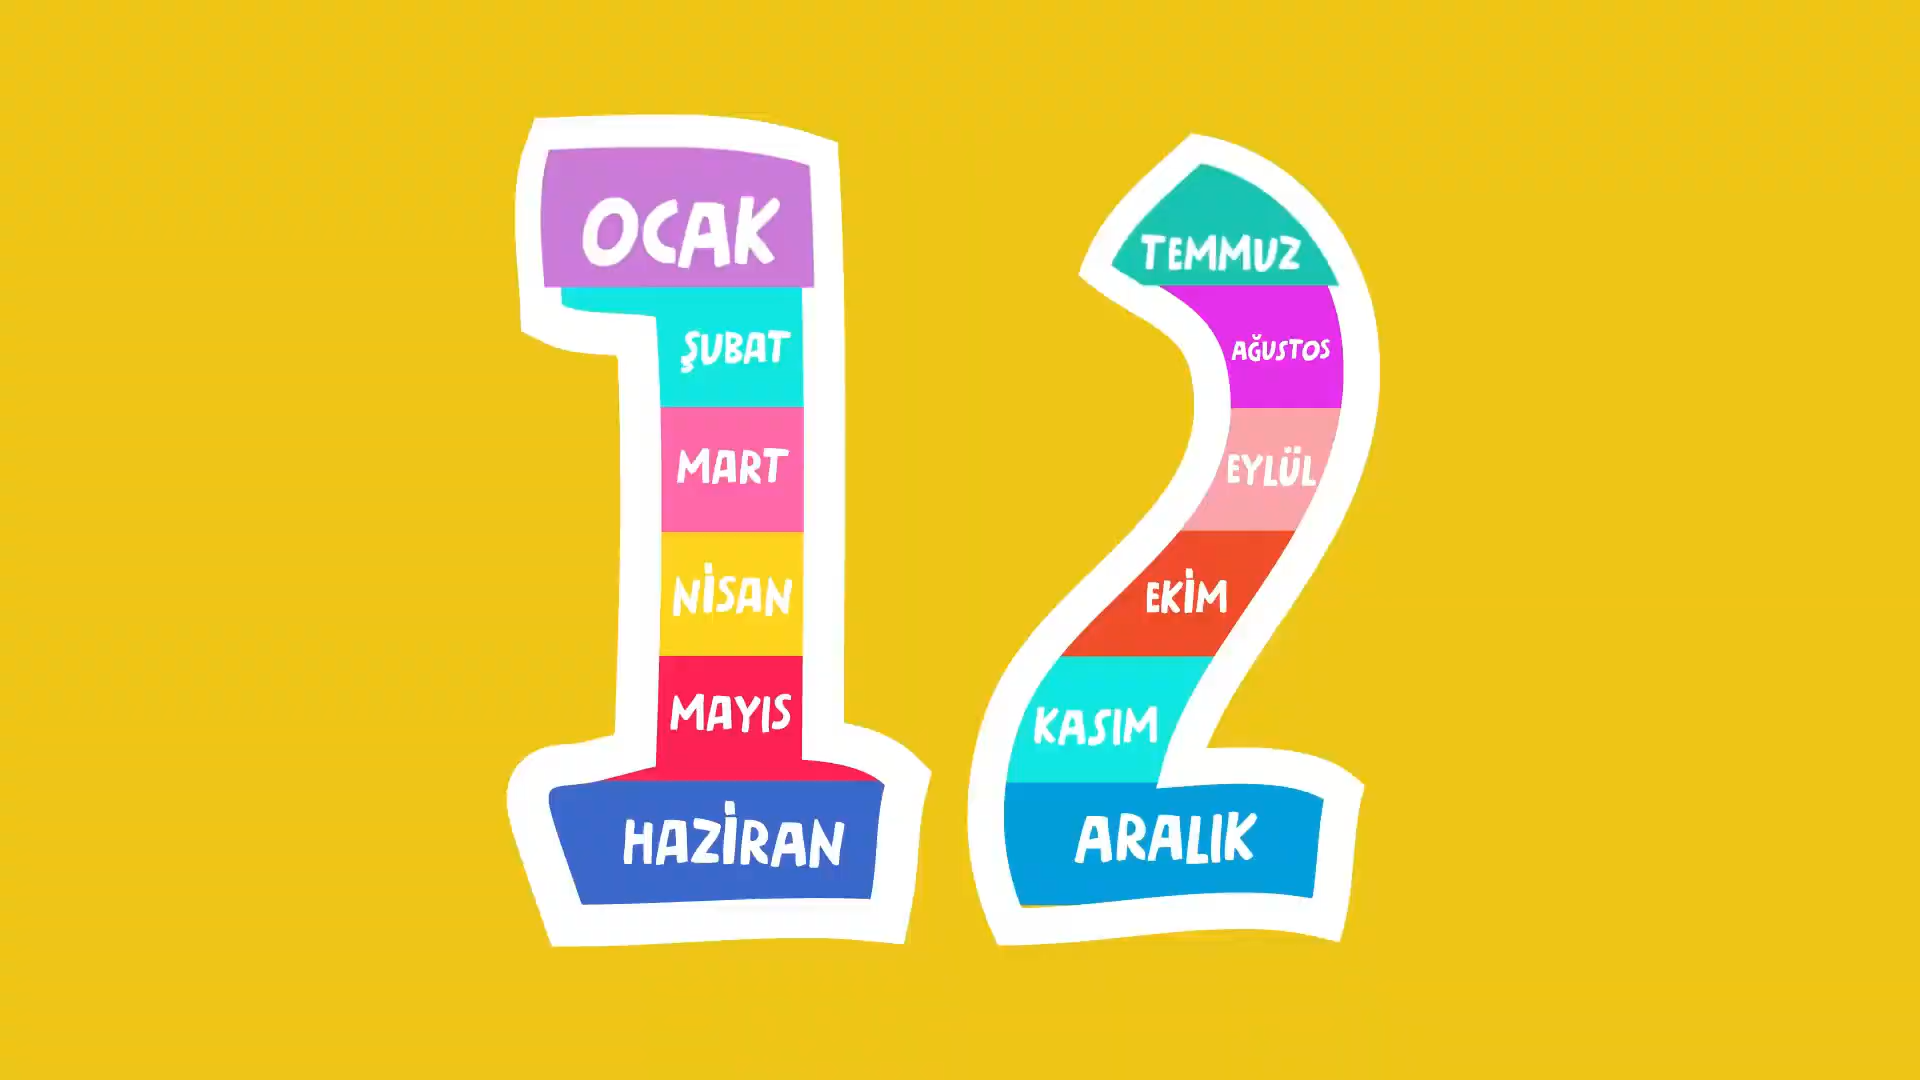 OCAK
ŞUBAT
MART
NİSAN
MAYIS
HAZİRAN
TEMMUZ
AĞUSTOS
EYLÜL
EKİM
KASIM
ARALIK